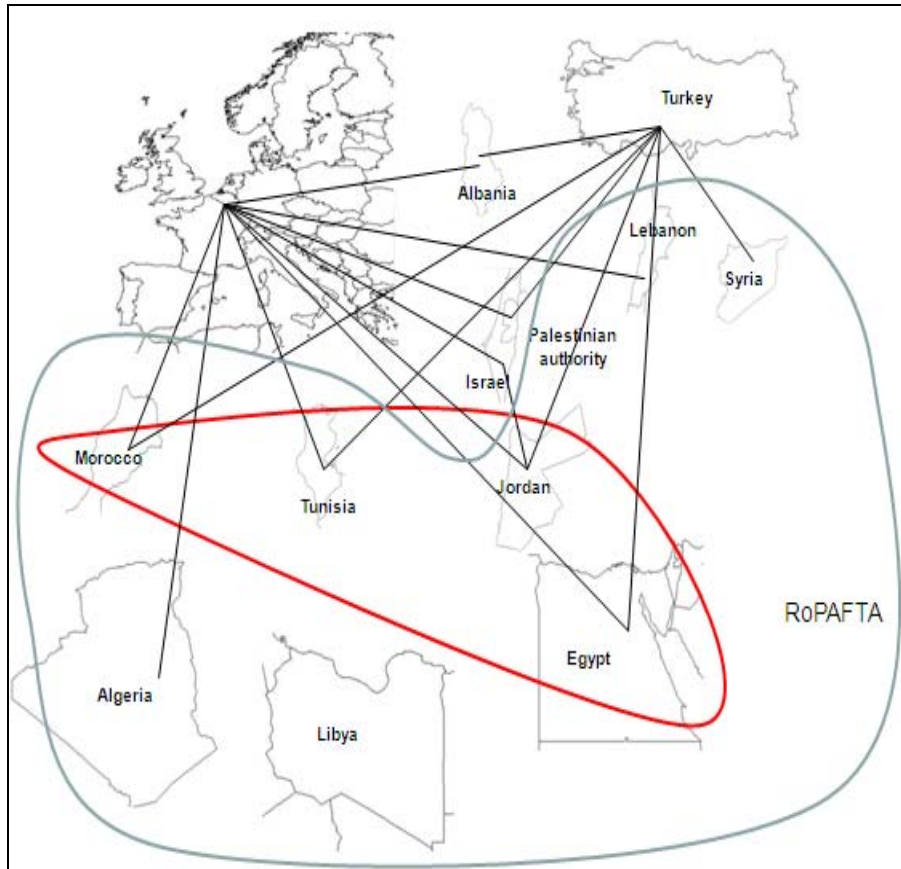 Turkey
Albania
Lebanon
Syria
Palestinian
authority
Israel
Morocco
Jordan
Tunisia
RoPAFTA
Egypt
Algeria
Libya